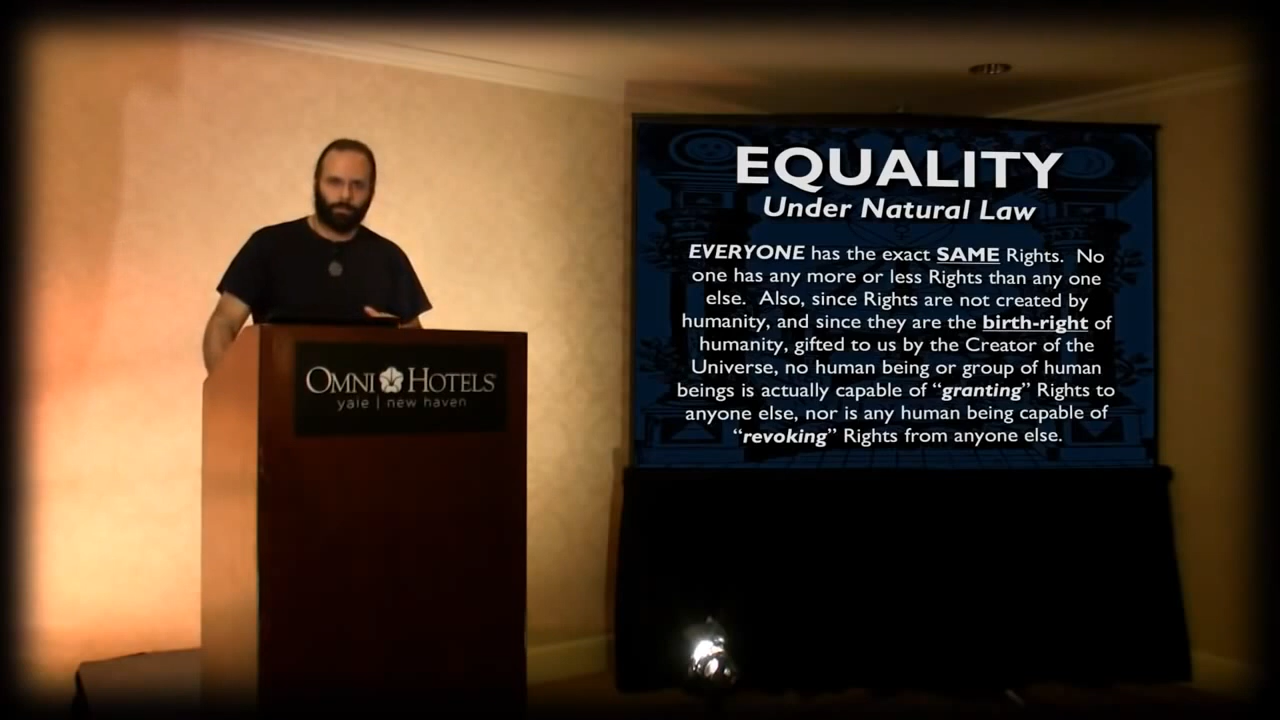 EQUALITY
Under Natural Law
EVERYONE has the exact SAME Rights. No
one has any more or less Rights than any one
else. Also, since Rights are not created by
humanity, and since they are the birth-right of
humanity, gifted to us by the Creator of the
Universe, no human being or group of human
beings is actually capable of “granting” Rights to
anyone else, nor is any human being capable of
“revoking” Rights from anyone else.
OMNI HOTELS
yale | new haven